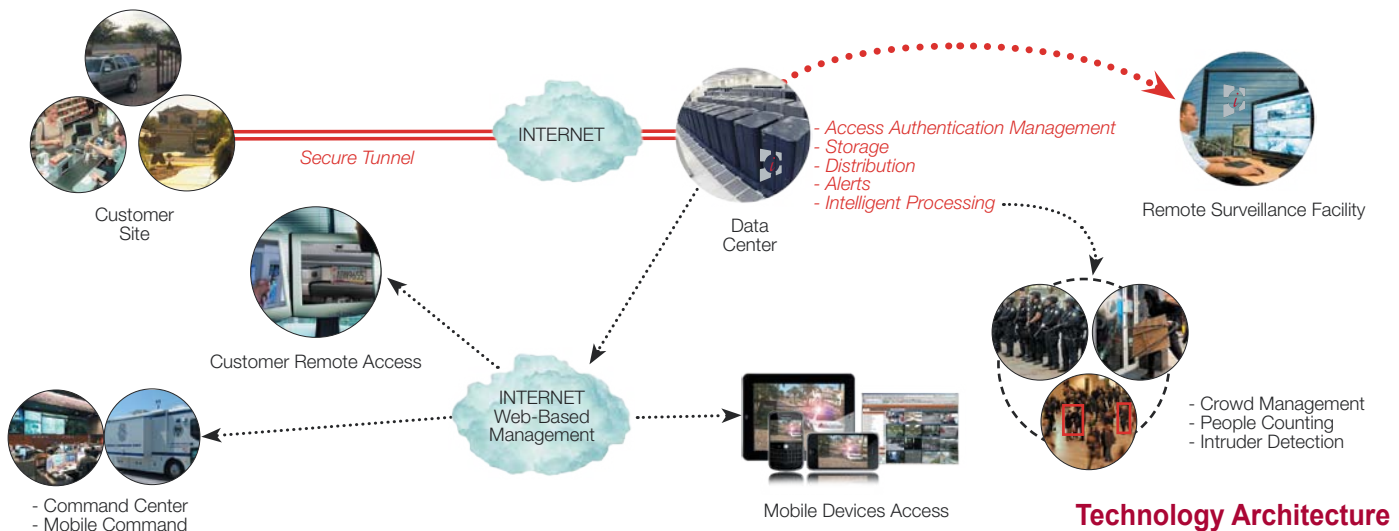 INTERNET
Secure Tunnel
- Access Authentication Management
- Storage
- Distribution
- Alerts
- Intelligent Processing
Customer
Site
Data
Center
Remote Surveillance Facility
Customer Remote Access
INTERNET
Web-Based
Management
- Crowd Management
- People Counting
- Intruder Detection
- Command Center
- Mobile Command
Mobile Devices Access
Technology Architecture